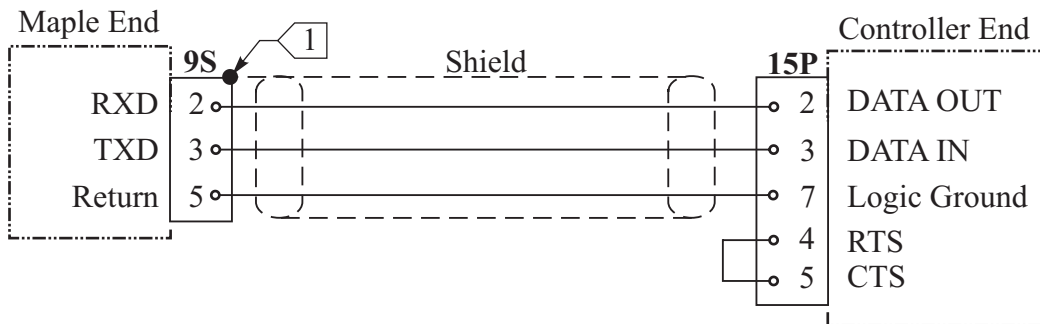 Maple End
Controller End
1
9S
Shield
15P
RXD 2
2 DATA OUT
TXD 3
3 DATA IN
Return 5
7 Logic Ground
4 RTS
5 CTS